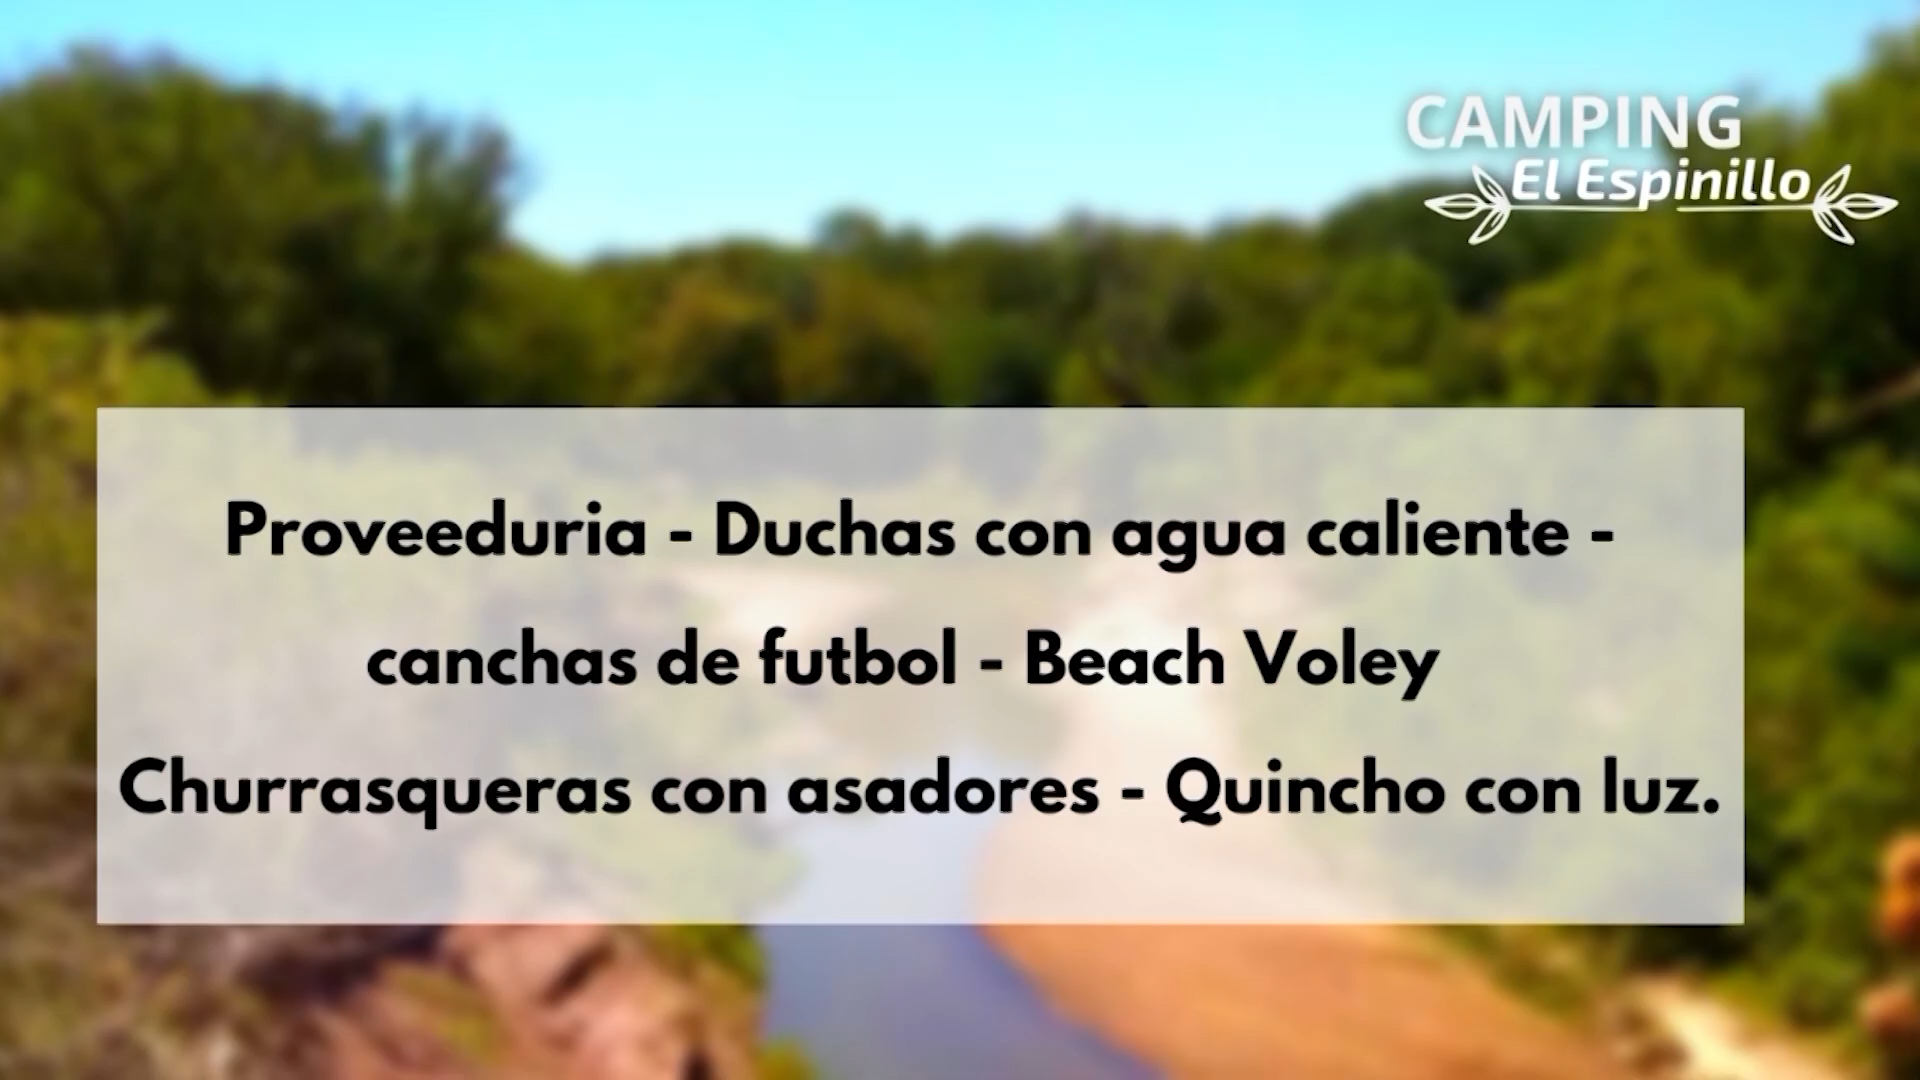 CAMPING
El Espinillo
Proveeduria - Duchas con agua caliente -
canchas de futbol - Beach Voley
Churrasqueras con asadores - Quincho con luz.